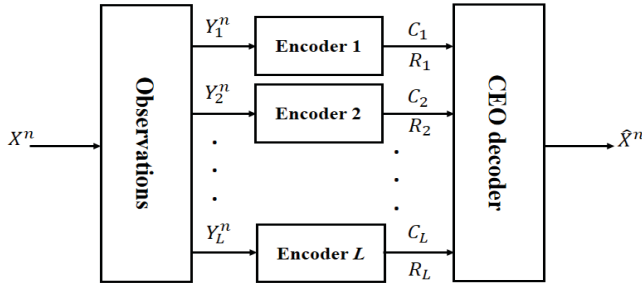 X^n
Observations
Y_1^n
Encoder 1
C_1
R_1
Y_2^n
Encoder 2
C_2
R_2
Y_L^n
Encoder L
C_L
R_L
CEO decoder
X̂^n